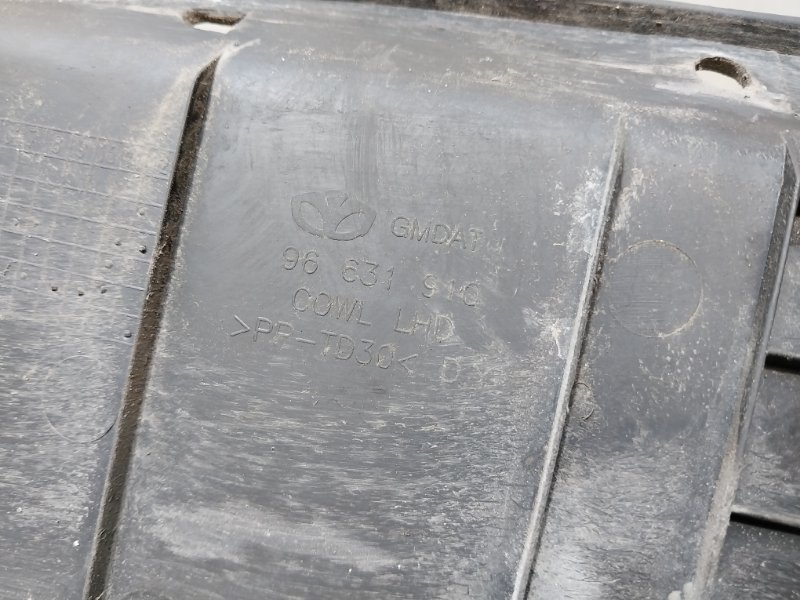 GMDAT
96 631 910
COWL LHD
>PP-TD30< D